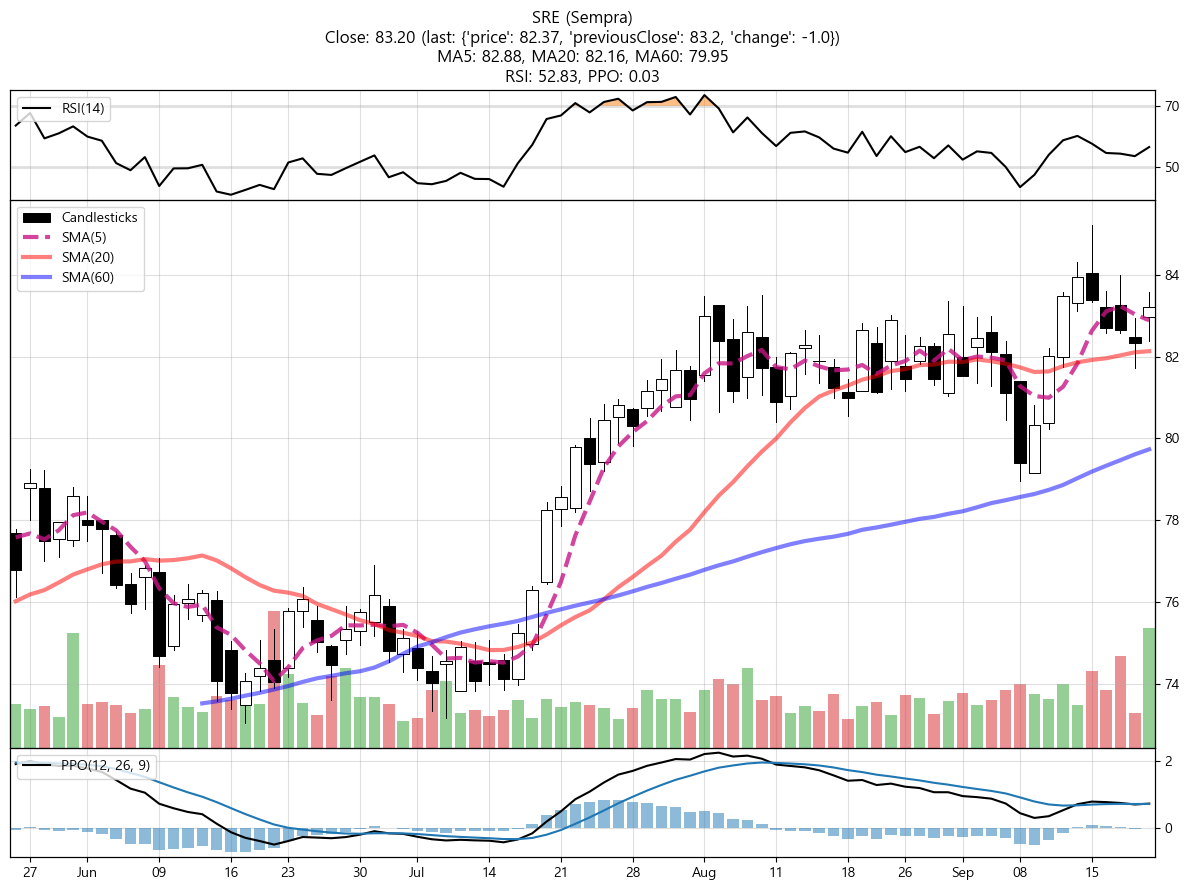 SRE (Sempra)
Close: 83.20 (last: {'price': 82.37, 'previousClose': 83.2, 'change': -1.0})
MA5: 82.88, MA20: 82.16, MA60: 79.95
RSI: 52.83, PPO: 0.03
RSI(14)
70
50
Candlesticks
SMA(5)
SMA(20)
SMA(60)
84
82
80
78
76
74
PPO(12, 26, 9)
2
0
27 Jun 09 16 23 30 Jul 14 21 28 Aug 11 18 26 Sep 08 15